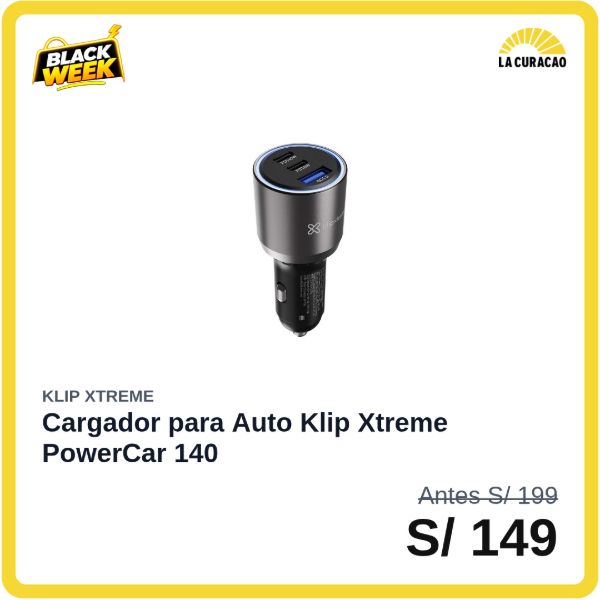 BLACK
WEEK
LA CURACAO
KLIP XTREME
Cargador para Auto Klip Xtreme
PowerCar 140
Antes S/ 199
S/ 149